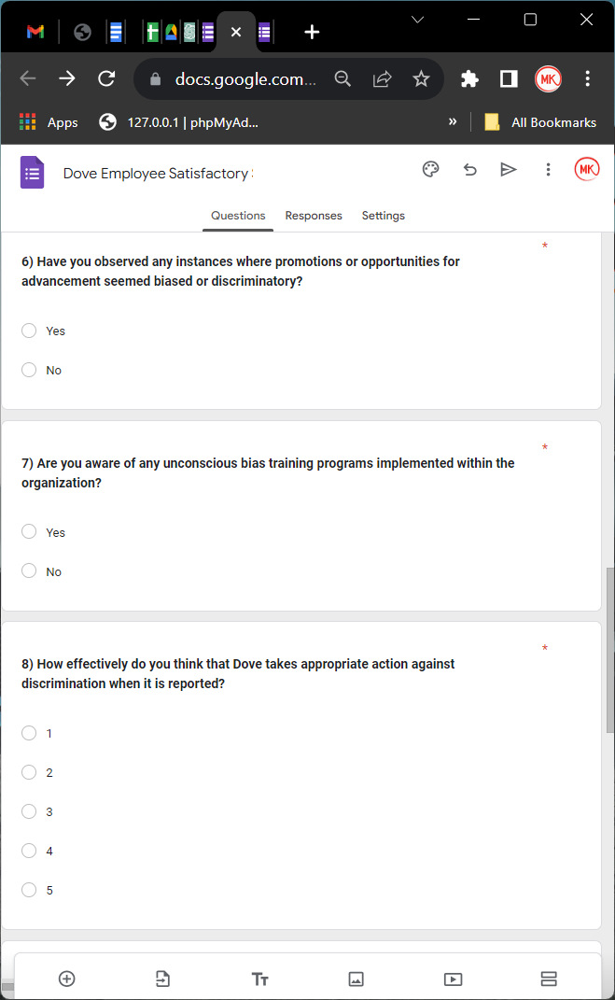 docs.google.com...
MK
Apps
127.0.0.1 | phpMyAd...
»
All Bookmarks
Dove Employee Satisfactory
MK
Questions Responses Settings
*
6) Have you observed any instances where promotions or opportunities for
advancement seemed biased or discriminatory?
Yes
No
*
7) Are you aware of any unconscious bias training programs implemented within the
organization?
Yes
No
*
8) How effectively do you think that Dove takes appropriate action against
discrimination when it is reported?
1
2
3
4
5
Tт